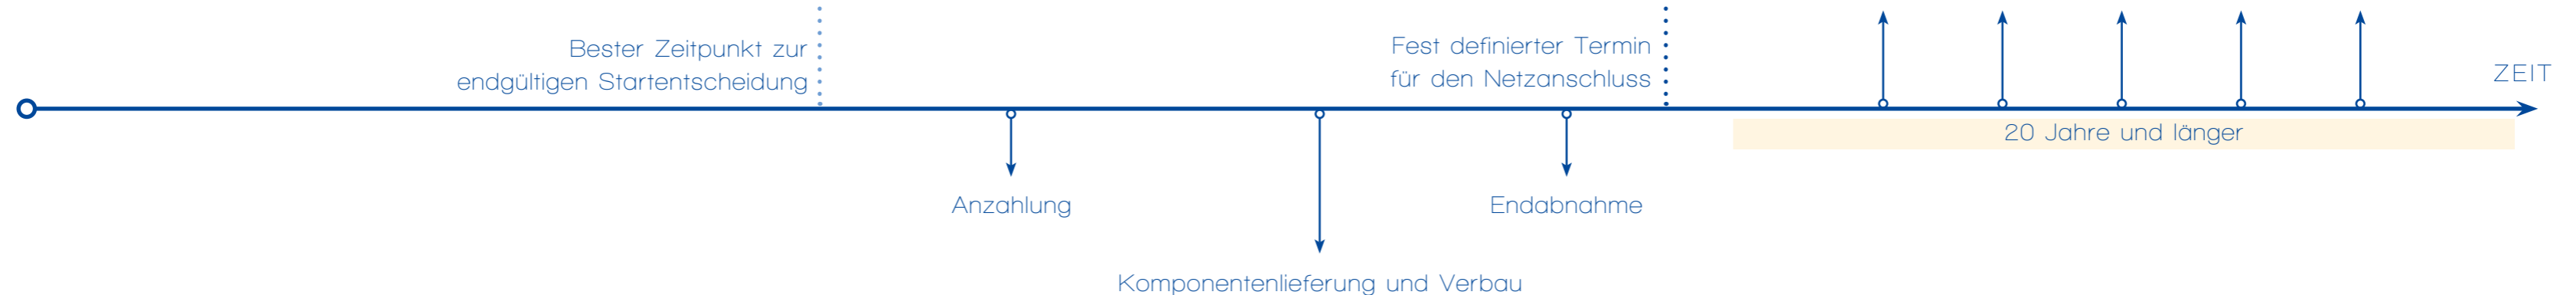 Bester Zeitpunkt zur
endgültigen Startentscheidung
Fest definierter Termin
für den Netzanschluss
ZEIT
20 Jahre und länger
Anzahlung
Endabnahme
Komponentenlieferung und Verbau